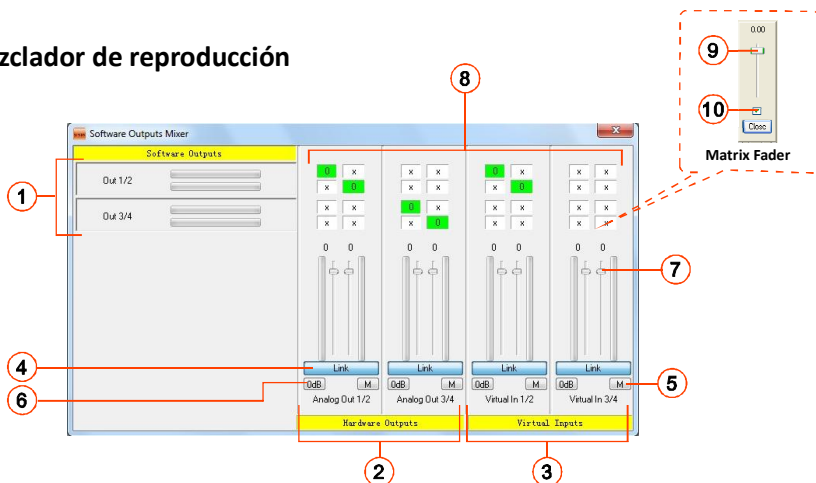 zclador de reproducción
0.00
9
10
Close
Matrix Fader
8
Software Outputs Mixer
x
Software Outputs
1
Out 1/2
Out 3/4
0 x x x 0 x x x
x 0 x x x 0 x x
x x 0 x x x x x
x x x 0 x x x x
0 0 0 0 0 0 0 0
7
4
Link Link Link Link
6
0dB M 0dB M 0dB M 0dB M
5
Analog Out 1/2 Analog Out 3/4 Virtual In 1/2 Virtual In 3/4
Hardware Outputs Virtual Inputs
2 3